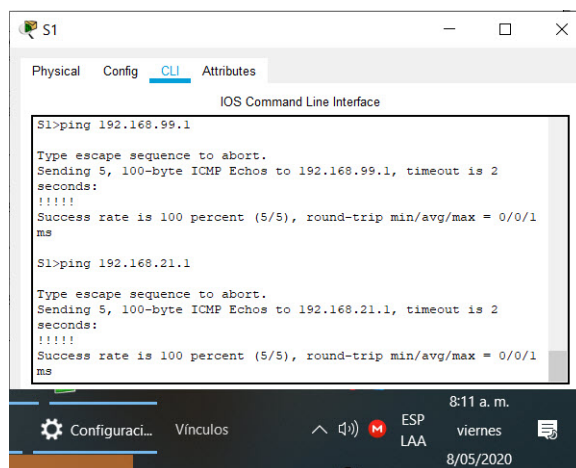 S1
Physical Config CLI Attributes
IOS Command Line Interface
S1>ping 192.168.99.1
Type escape sequence to abort.
Sending 5, 100-byte ICMP Echos to 192.168.99.1, timeout is 2
seconds:
!!!!!
Success rate is 100 percent (5/5), round-trip min/avg/max = 0/0/1
ms
S1>ping 192.168.21.1
Type escape sequence to abort.
Sending 5, 100-byte ICMP Echos to 192.168.21.1, timeout is 2
seconds:
!!!!!
Success rate is 100 percent (5/5), round-trip min/avg/max = 0/0/1
ms
Configuraci... Vínculos
M
ESP
LAA
8:11 a. m.
viernes
8/05/2020